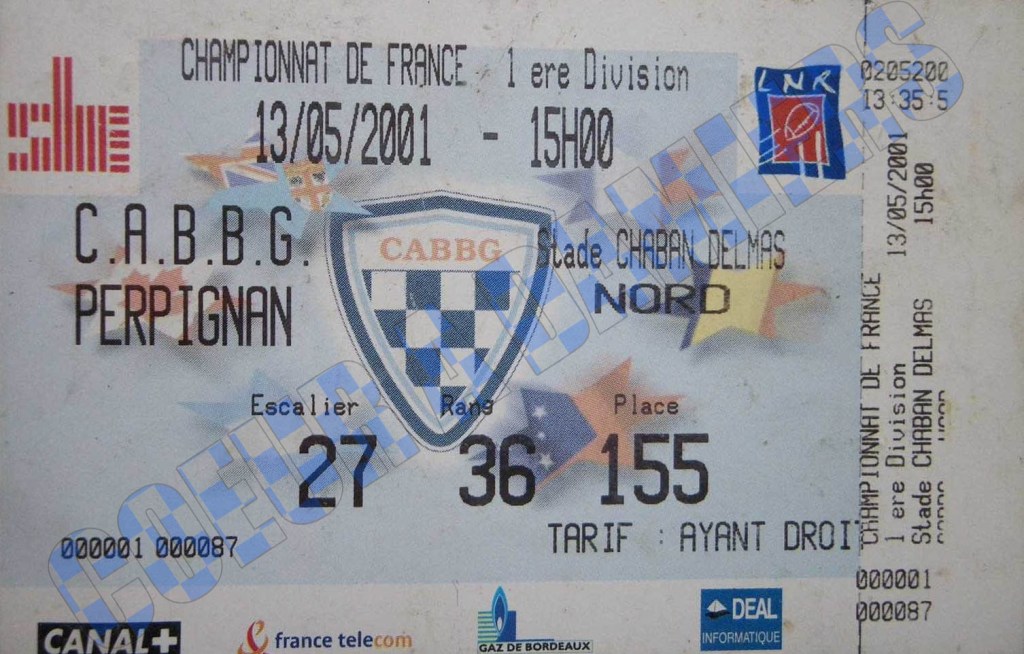 CHAMPIONNAT DE FRANCE 1 ere Division
13/05/2001 - 15H00
LNR
C.A.B.B.G.
PERPIGNAN
CABBG
Stade CHABAN DELMAS
NORD
Escalier Rang Place
27 36 155
000001 000087
TARIF : AYANT DROIT
CANAL+
france telecom
GAZ DE BORDEAUX
DEAL
INFORMATIQUE
0205200
13:35:5
CHAMPIONNAT DE FRANCE 13/05/2001
1 ere Division 15h00
Stade CHABAN DELMAS
000001
000087